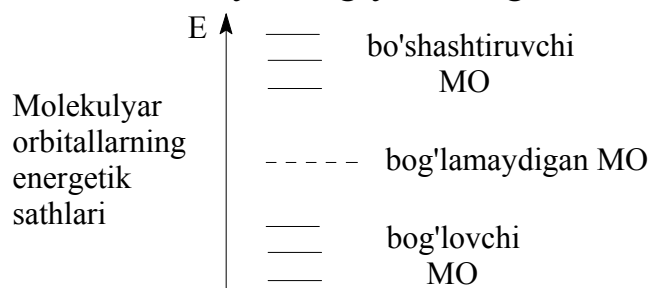 E
bo'shashtiruvchi
MO
Molekulyar
orbitallarning
energetik
sathlari
bog'lamaydigan MO
bog'lovchi
MO